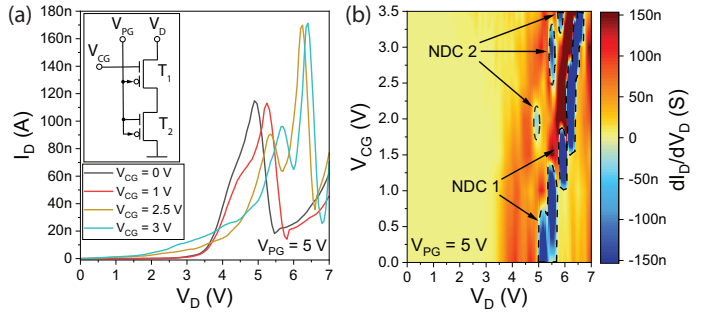 (a)
V_PG V_D
V_CG
T_1
T_2
V_CG = 0 V
V_CG = 1 V
V_CG = 2.5 V
V_CG = 3 V
V_PG = 5 V
180n
160n
140n
120n
100n
80n
60n
40n
20n
0
I_D (A)
0 1 2 3 4 5 6 7
V_D (V)
(b)
NDC 2
NDC 1
V_PG = 5 V
3.5
3.0
2.5
2.0
1.5
1.0
0.5
0.0
V_CG (V)
0 1 2 3 4 5 6 7
V_D (V)
150n
100n
50n
0
-50n
-100n
-150n
dI_D/dV_D (S)